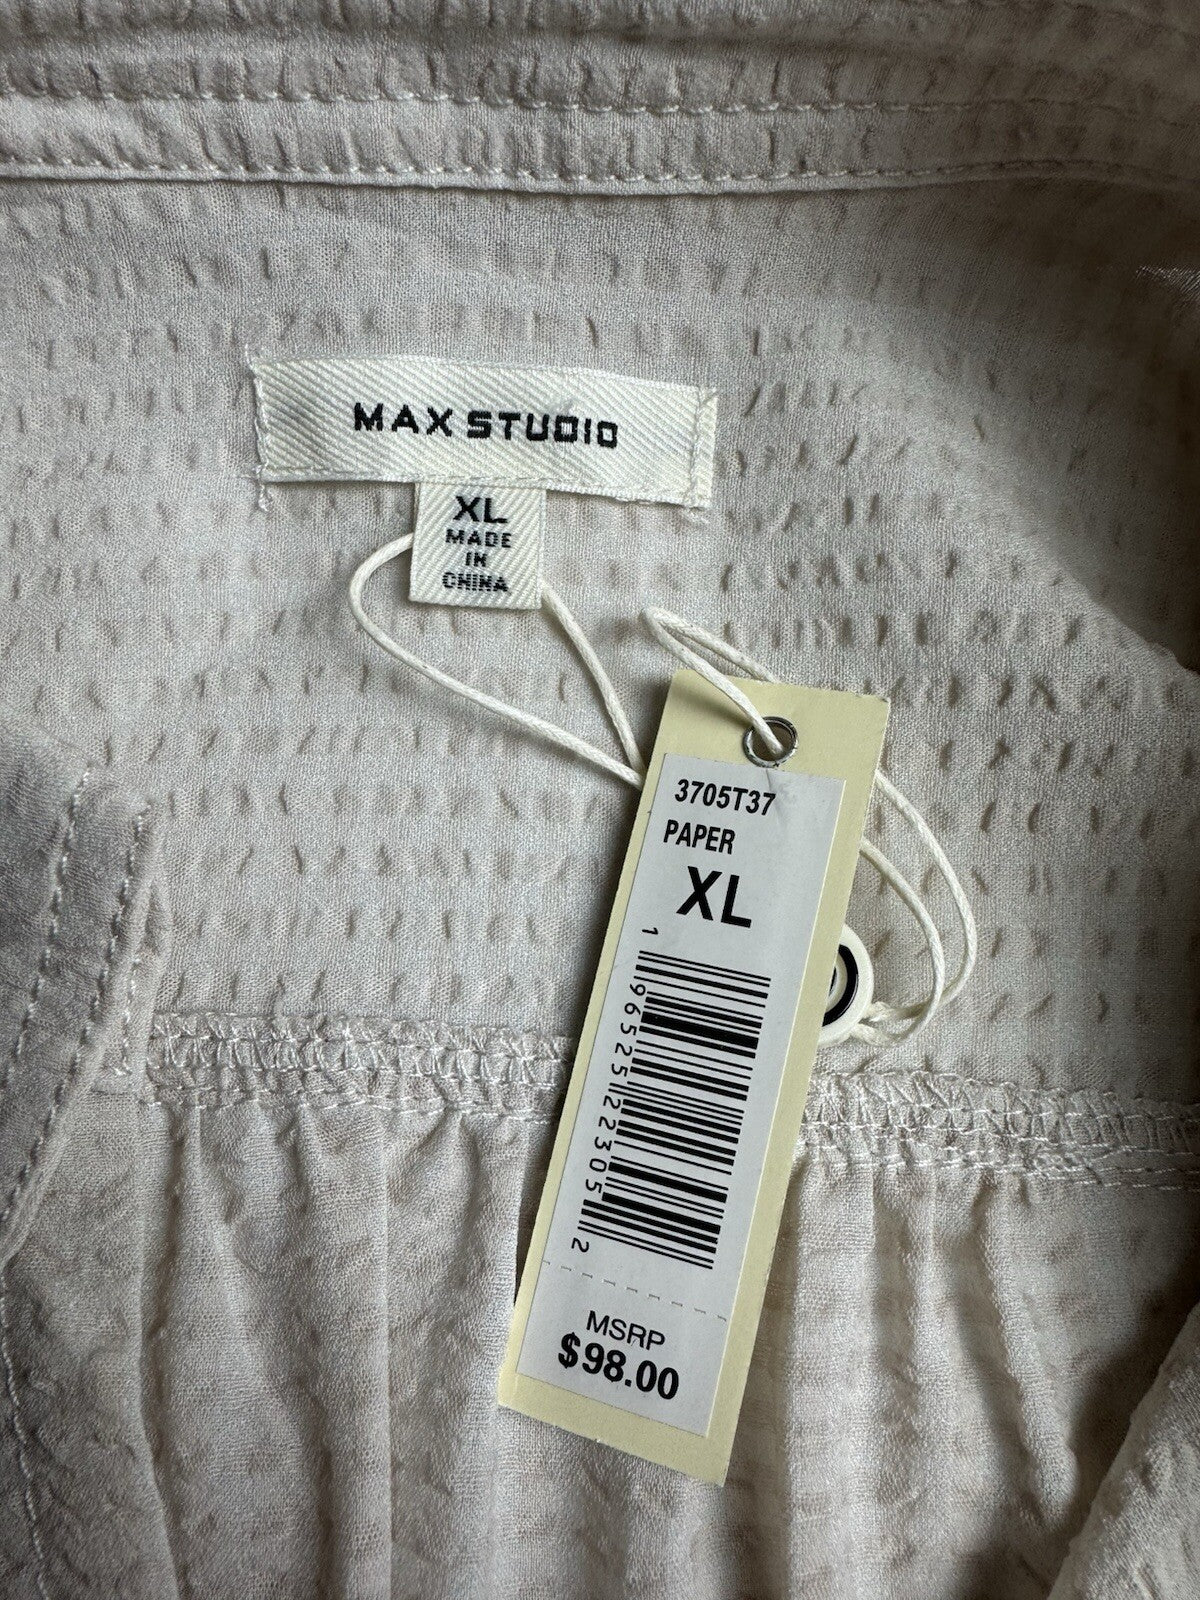 MAX STUDIO
XL
MADE
IN
CHINA
3705T37
PAPER
XL
1 96525 22305 2
MSRP
$98.00